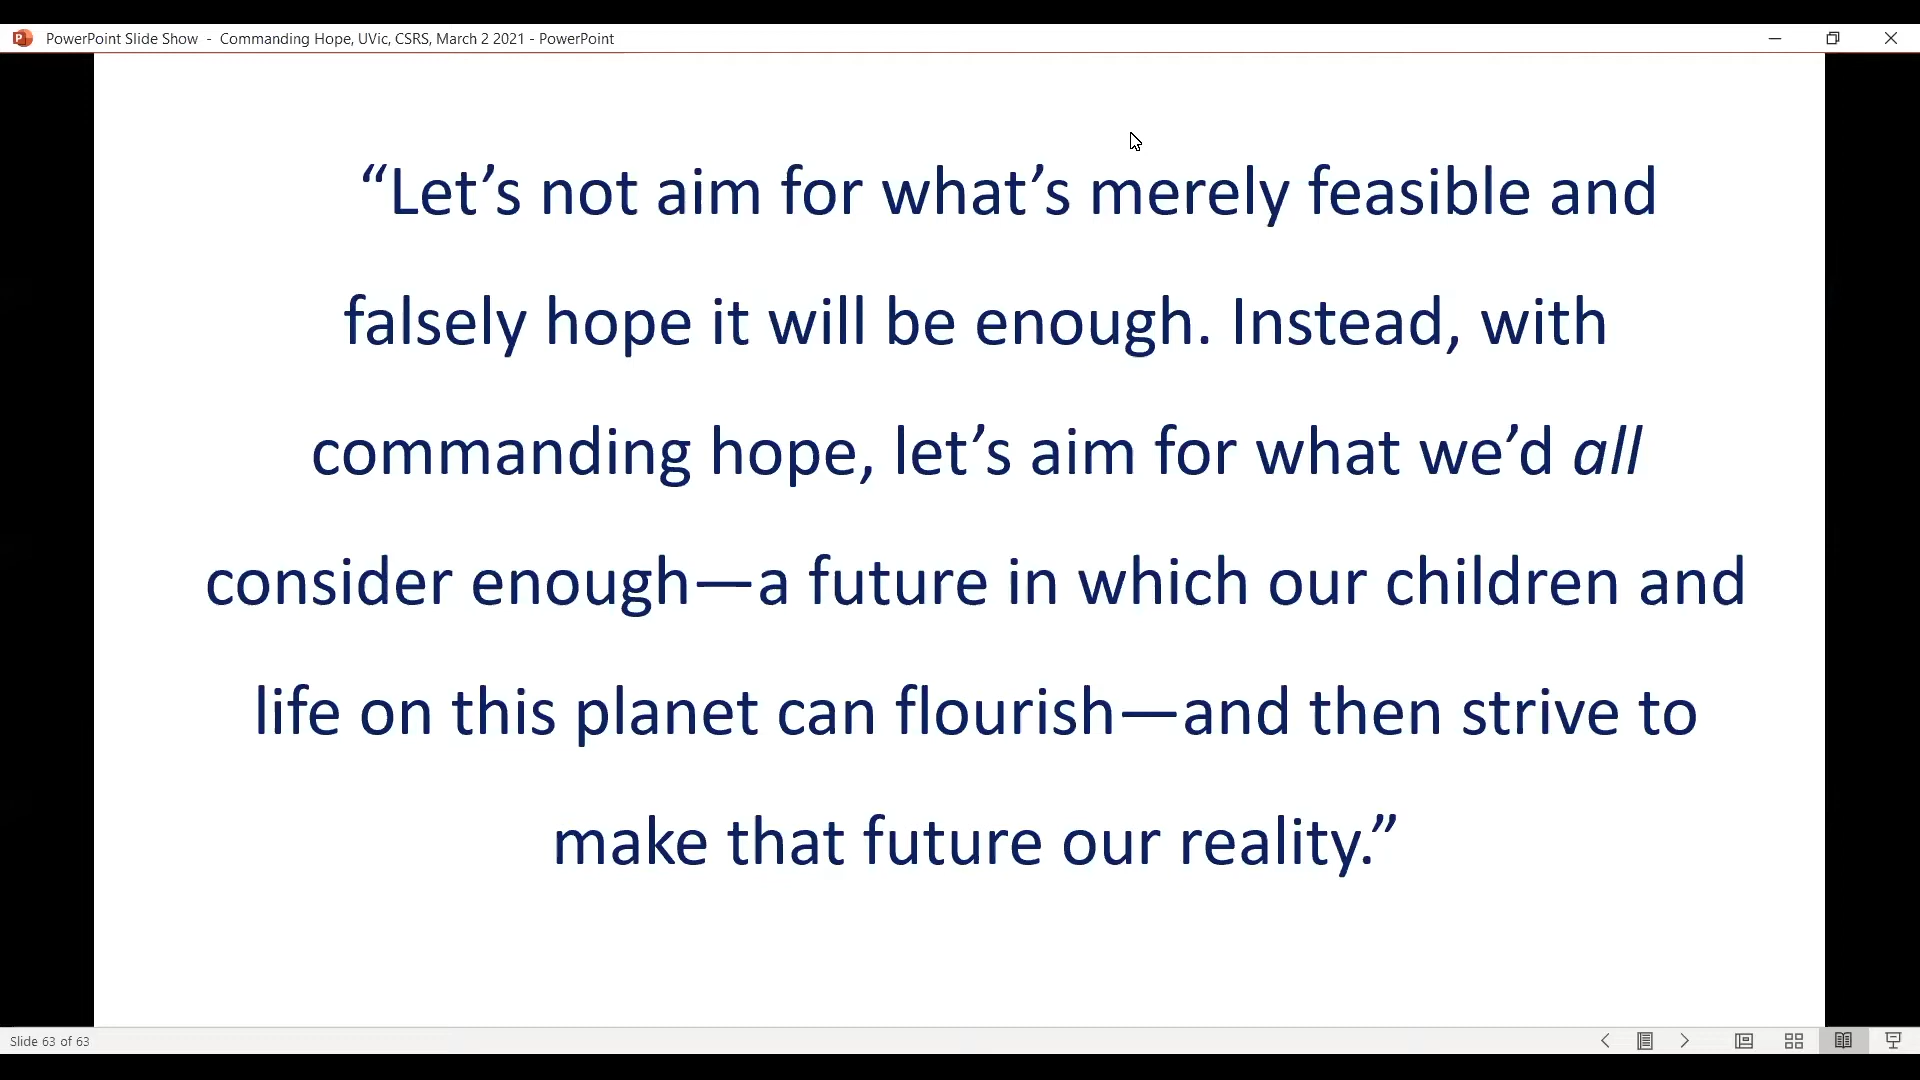 PowerPoint Slide Show - Commanding Hope, UVic, CSRS, March 2 2021 - PowerPoint
“Let’s not aim for what’s merely feasible and
falsely hope it will be enough. Instead, with
commanding hope, let’s aim for what we’d all
consider enough—a future in which our children and
life on this planet can flourish—and then strive to
make that future our reality.”
Slide 63 of 63